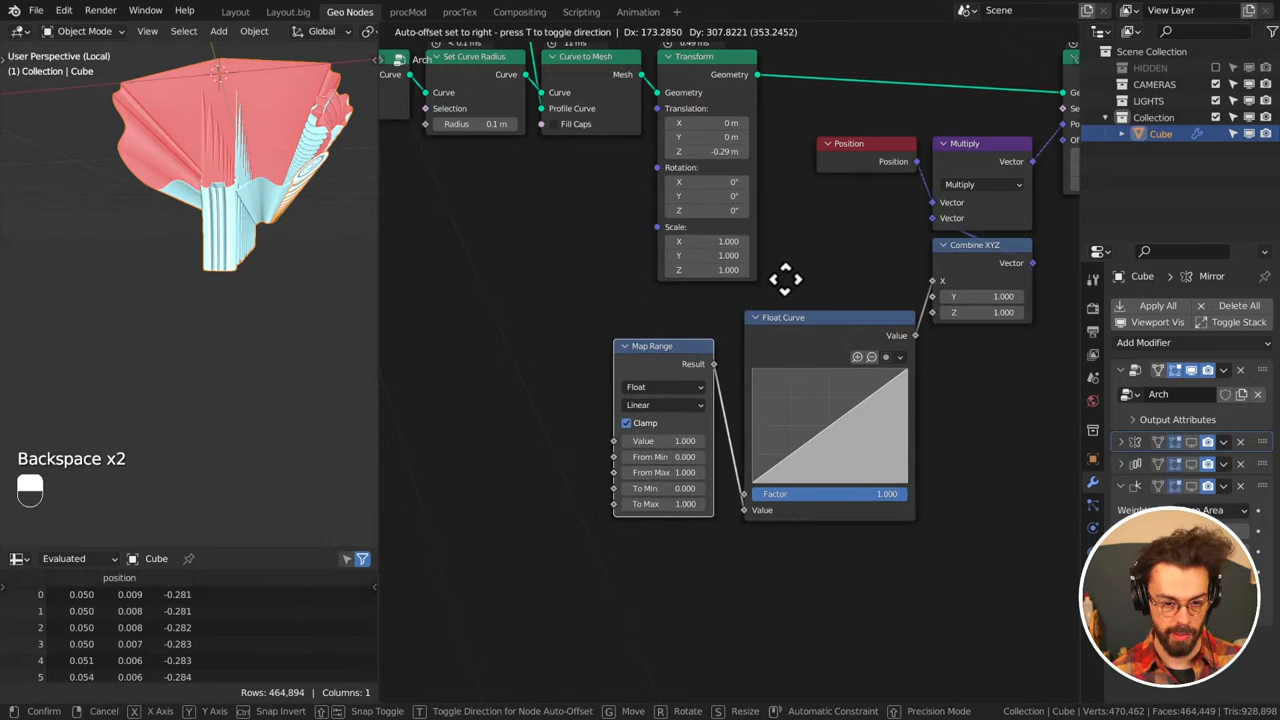 File Edit Render Window Help
Layout Layout.big Geo Nodes procMod procTex Compositing Scripting Animation +
Scene
View Layer
Object Mode View Select Add Object Global
Auto-offset set to right - press T to toggle direction | Dx: 173.2850 Dy: 307.8221 (353.2452)
User Perspective (Local)
(1) Collection | Cube
Backspace x2
Evaluated Cube
position
0 0.050 0.009 -0.281
1 0.050 0.008 -0.281
2 0.050 0.008 -0.282
3 0.050 0.007 -0.283
4 0.051 0.006 -0.283
5 0.054 0.006 -0.284
Rows: 464,894 | Columns: 1
Arch
Curve
Set Curve Radius
Curve
Curve
Selection
Radius 0.1 m
11 ms
Curve to Mesh
Mesh
Curve
Profile Curve
Fill Caps
0.49 ms
Transform
Geometry
Geometry
Translation:
X 0 m
Y 0 m
Z -0.29 m
Rotation:
X 0°
Y 0°
Z 0°
Scale:
X 1.000
Y 1.000
Z 1.000
Position
Position
Multiply
Vector
Multiply
Vector
Vector
Combine XYZ
Vector
X
Y 1.000
Z 1.000
Map Range
Result
Float
Linear
Clamp
Value 1.000
From Min 0.000
From Max 1.000
To Min 0.000
To Max 1.000
Float Curve
Value
Factor 1.000
Value
Scene Collection
HIDDEN
CAMERAS
LIGHTS
Collection
Cube
Cube Mirror
Apply All Delete All
Viewport Vis Toggle Stack
Add Modifier
Arch
Output Attributes
Confirm X Cancel X X Axis Y Y Axis Z Snap Invert Snap Toggle T Toggle Direction for Node Auto-Offset G Move R Rotate S Resize Automatic Constraint Precision Mode
Collection | Cube | Verts:470,462 | Faces:464,449 | Tris:928,898